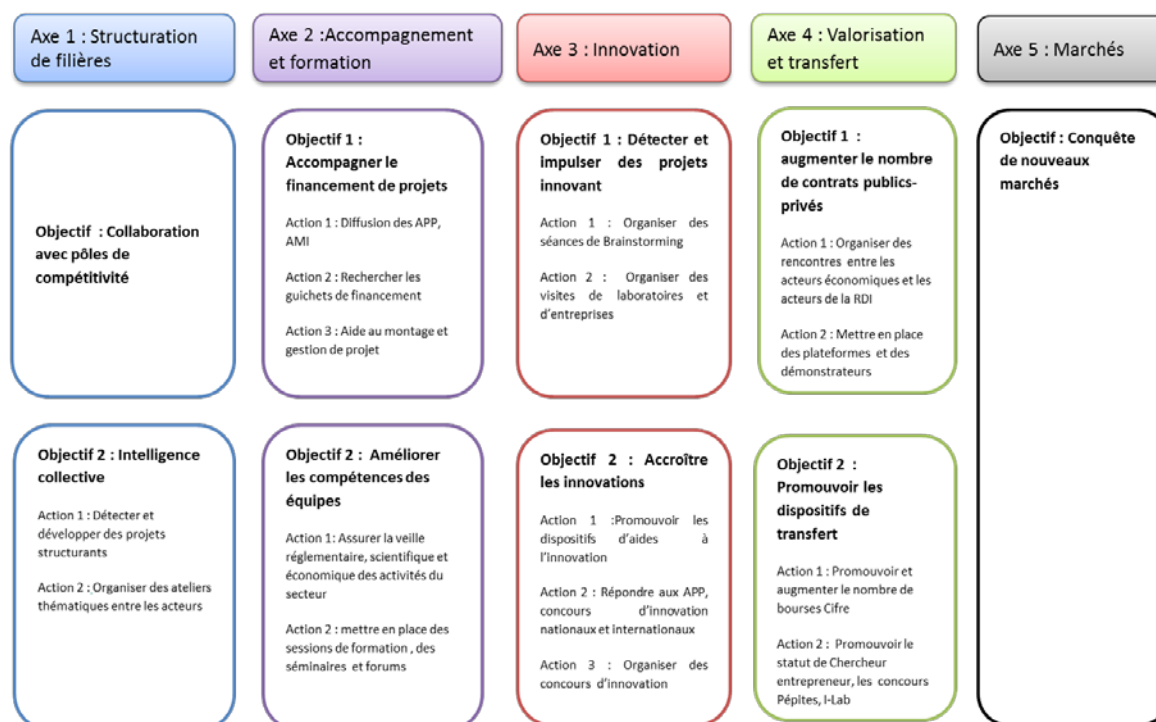 Axe 1 : Structuration
de filières
Axe 2 :Accompagnement
et formation
Axe 3 : Innovation
Axe 4 : Valorisation
et transfert
Axe 5 : Marchés
Objectif : Collaboration
avec pôles de
compétitivité
Objectif 1 :
Accompagner le
financement de projets
Action 1 : Diffusion des APP,
AMI
Action 2 : Rechercher les
guichets de financement
Action 3 : Aide au montage et
gestion de projet
Objectif 1 : Détecter et
impulser des projets
innovant
Action 1 : Organiser des
séances de Brainstorming
Action 2 : Organiser des
visites de laboratoires et
d'entreprises
Objectif 1 :
augmenter le nombre
de contrats publics-
privés
Action 1 : Organiser des
rencontres entre les
acteurs économiques et les
acteurs de la RDI
Action 2 : Mettre en place
des plateformes et des
démonstrateurs
Objectif : Conquête
de nouveaux
marchés
Objectif 2 : Intelligence
collective
Action 1 : Détecter et
développer des projets
structurants
Action 2 : Organiser des ateliers
thématiques entre les acteurs
Objectif 2 : Améliorer
les compétences des
équipes
Action 1: Assurer la veille
réglementaire, scientifique et
économique des activités du
secteur
Action 2 : mettre en place des
sessions de formation , des
séminaires et forums
Objectif 2 : Accroître
les innovations
Action 1 :Promouvoir les
dispositifs d'aides à
l'Innovation
Action 2 : Répondre aux APP,
concours d'innovation
nationaux et internationaux
Action 3 : Organiser des
concours d'innovation
Objectif 2 :
Promouvoir les
dispositifs de
transfert
Action 1 : Promouvoir et
augmenter le nombre de
bourses Cifre
Action 2 : Promouvoir le
statut de Chercheur
entrepreneur, les concours
Pépites, I-Lab